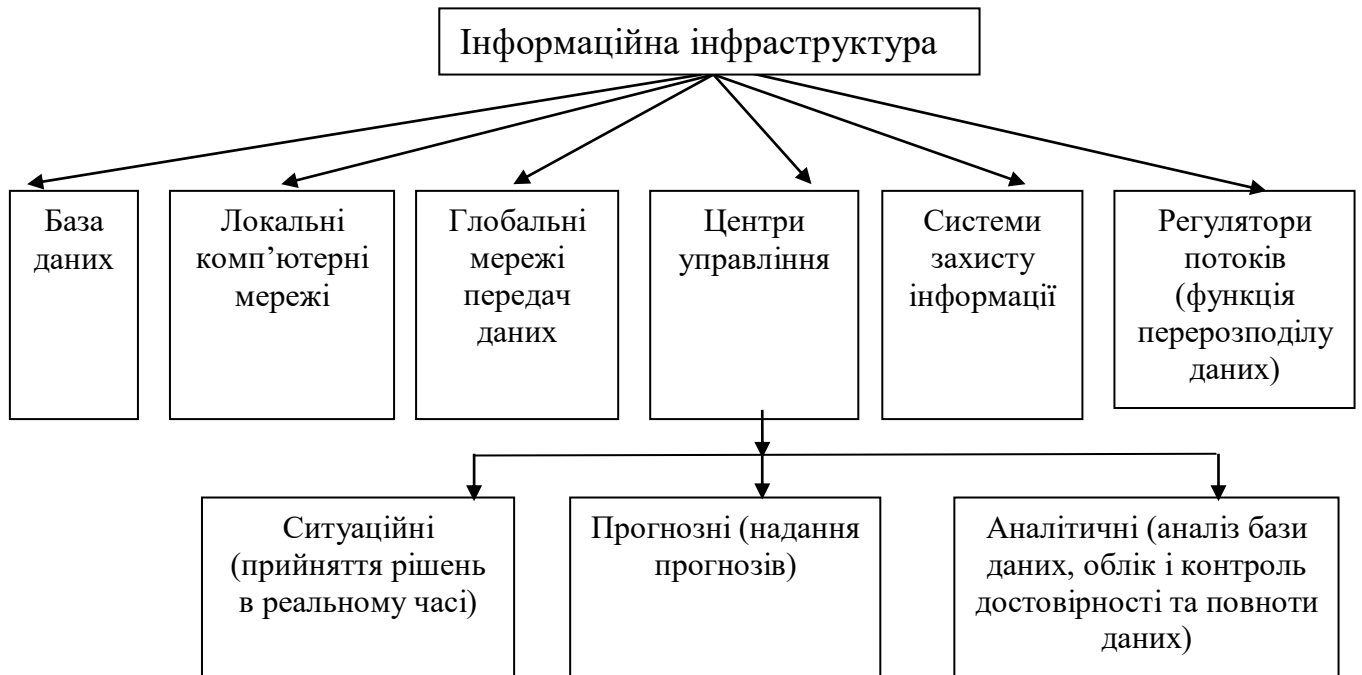 Інформаційна інфраструктура
База
даних
Локальні
комп’ютерні
мережі
Глобальні
мережі
передач
даних
Центри
управління
Системи
захисту
інформації
Регулятори
потоків
(функція
перерозподілу
даних)
Ситуаційні
(прийняття рішень
в реальному часі)
Прогнозні (надання
прогнозів)
Аналітичні (аналіз бази
даних, облік і контроль
достовірності та повноти
даних)